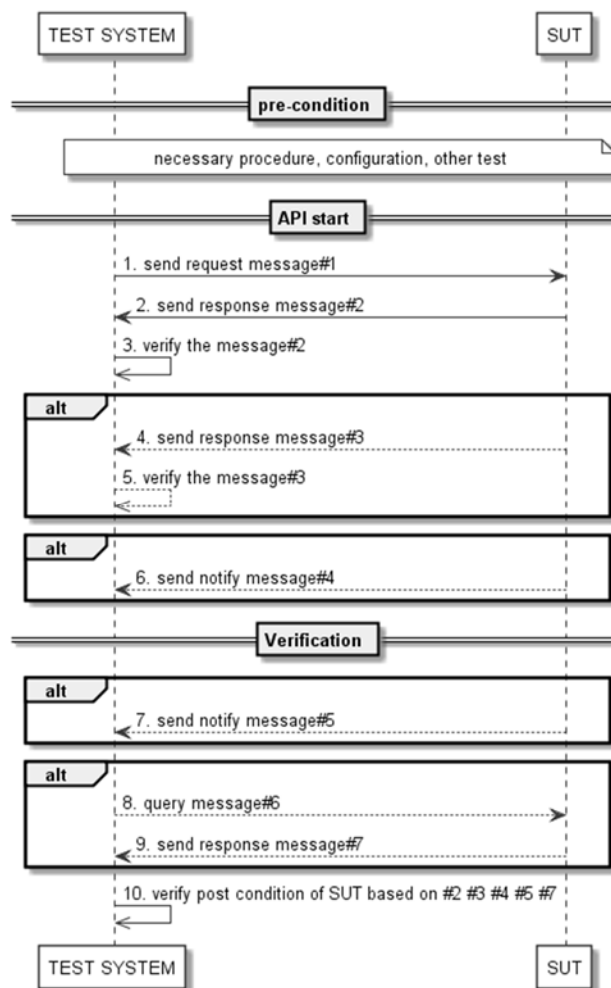 TEST SYSTEM
SUT
pre-condition
necessary procedure, configuration, other test
API start
1. send request message#1
2. send response message#2
3. verify the message#2
alt
4. send response message#3
5. verify the message#3
alt
6. send notify message#4
Verification
alt
7. send notify message#5
alt
8. query message#6
9. send response message#7
10. verify post condition of SUT based on #2 #3 #4 #5 #7
TEST SYSTEM
SUT